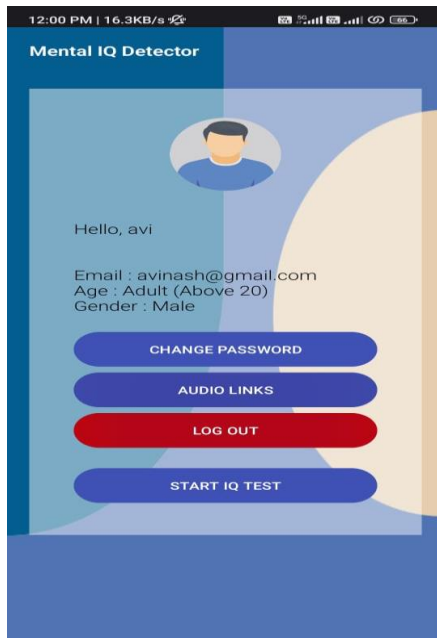 12:00 PM | 16.3KB/s
Mental IQ Detector
Hello, avi
Email : avinash@gmail.com
Age : Adult (Above 20)
Gender : Male
CHANGE PASSWORD
AUDIO LINKS
LOG OUT
START IQ TEST